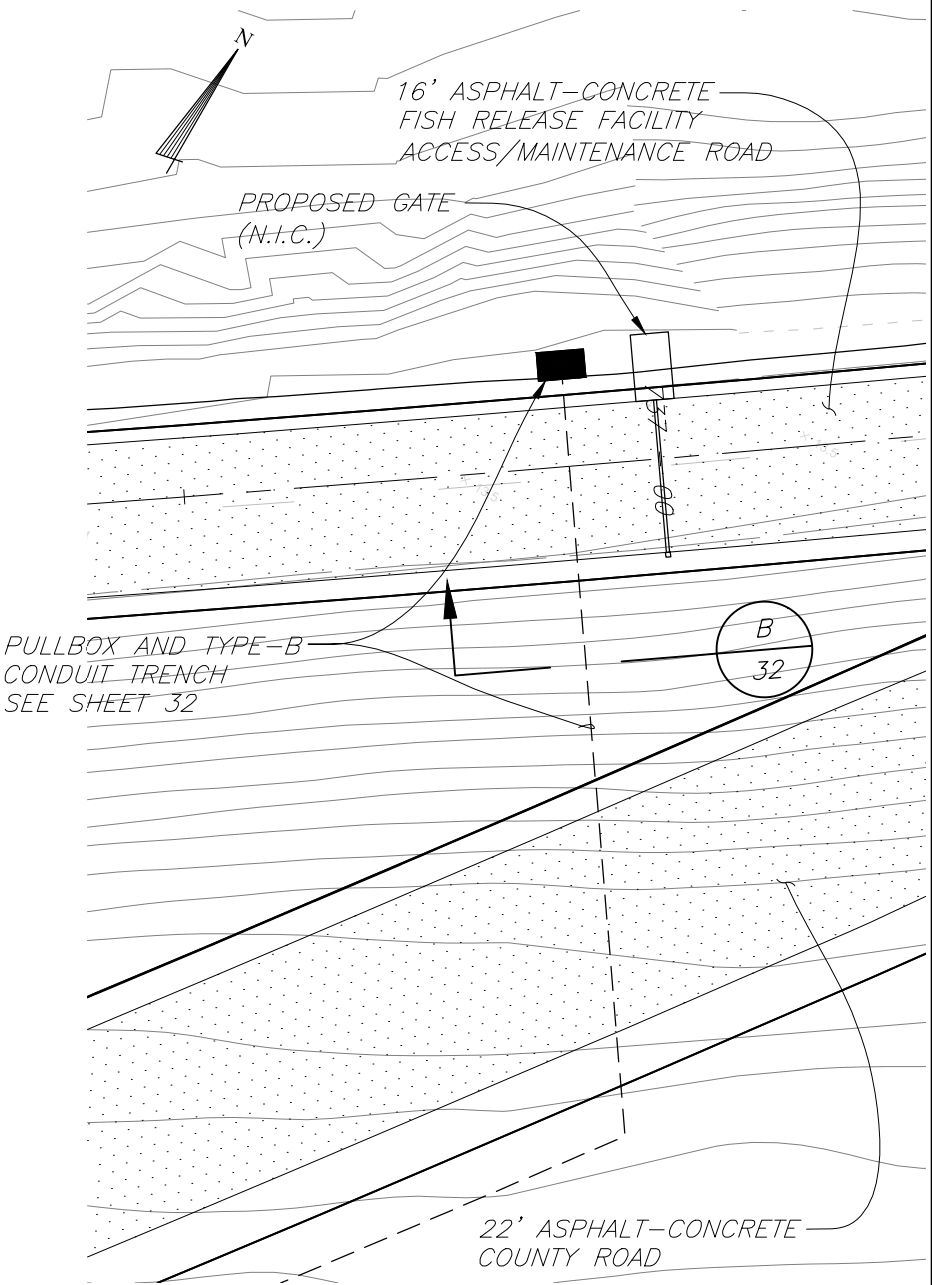 N
16' ASPHALT-CONCRETE
FISH RELEASE FACILITY
ACCESS/MAINTENANCE ROAD
PROPOSED GATE
(N.I.C.)
PULLBOX AND TYPE-B
CONDUIT TRENCH
SEE SHEET 32
B
32
22' ASPHALT-CONCRETE
COUNTY ROAD